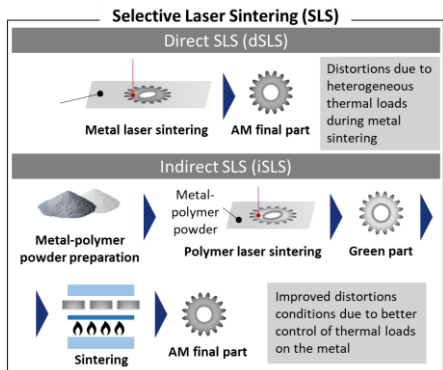 Selective Laser Sintering (SLS)
Direct SLS (dSLS)
Metal laser sintering
AM final part
Distortions due to
heterogeneous
thermal loads
during metal
sintering
Indirect SLS (iSLS)
Metal-polymer
powder preparation
Metal-
polymer
powder
Polymer laser sintering
Green part
Sintering
AM final part
Improved distortions
conditions due to better
control of thermal loads
on the metal